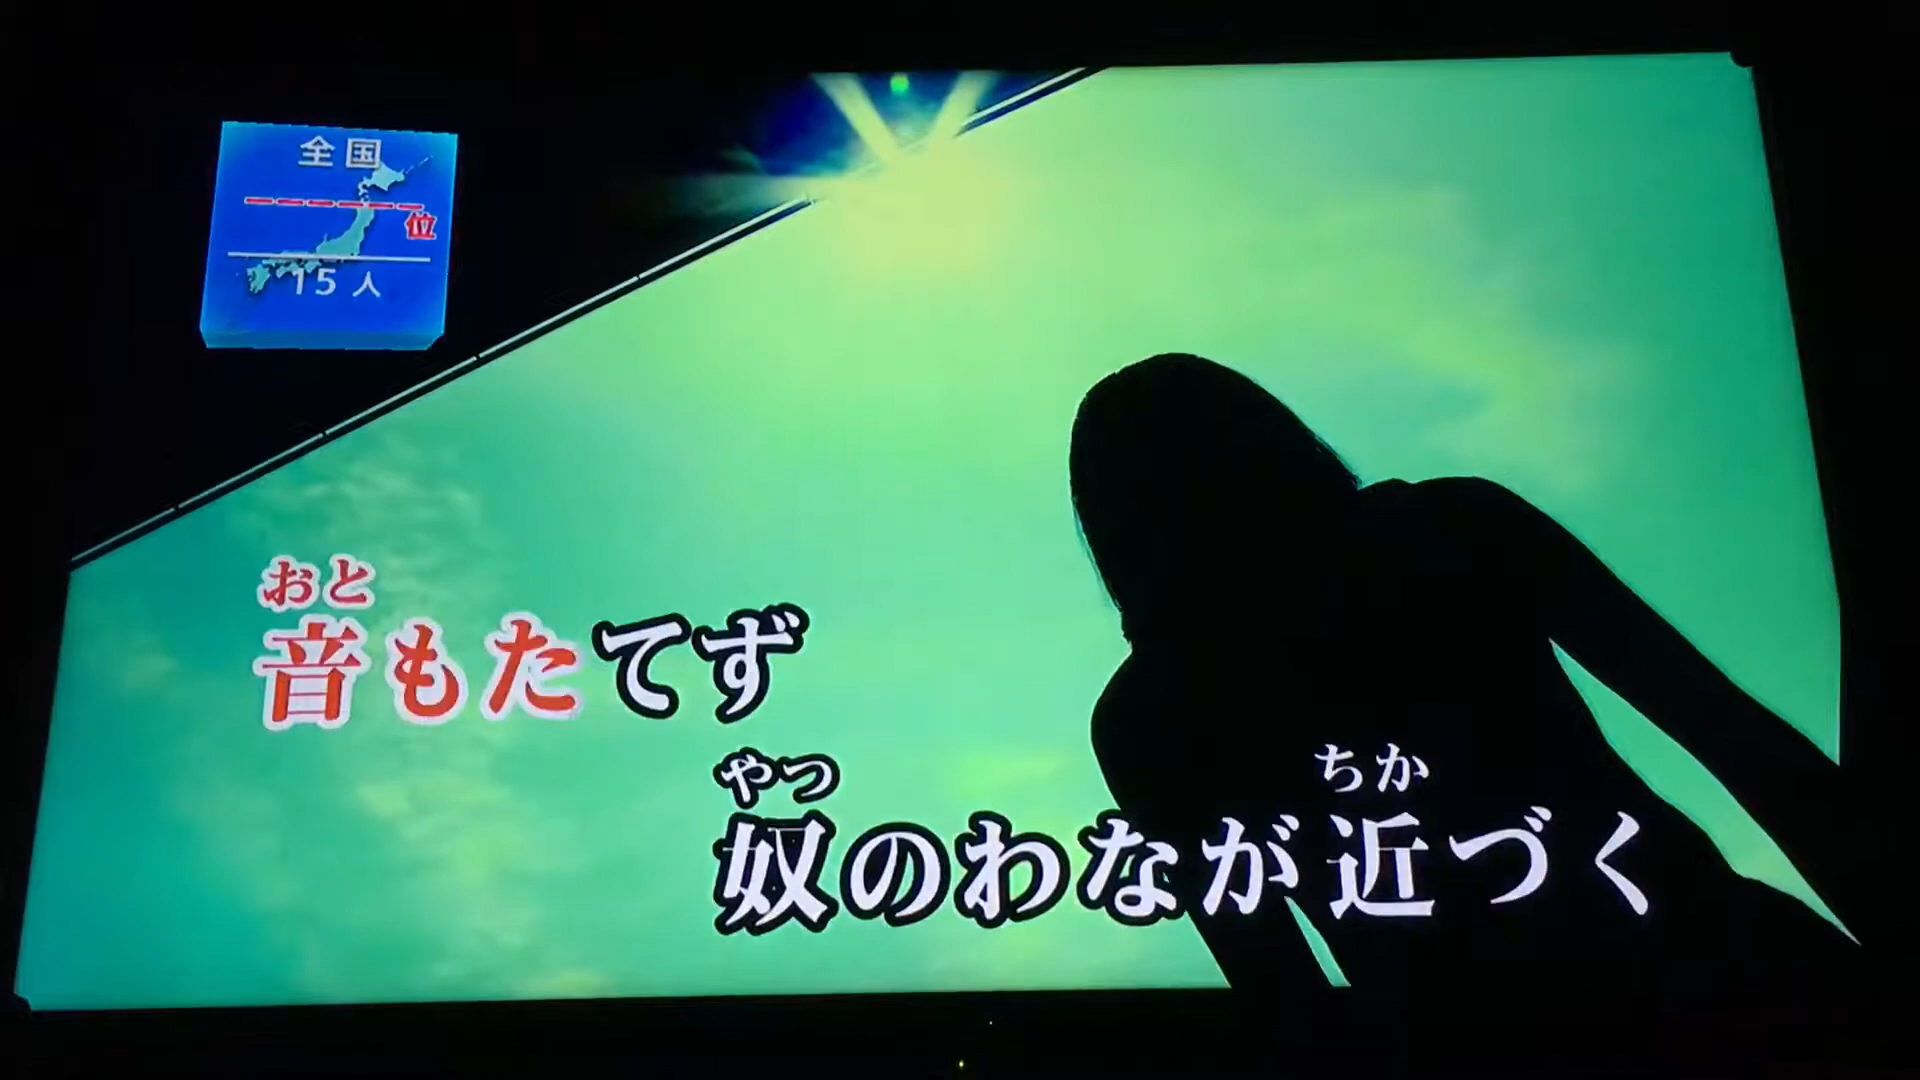 全国
位
15人
おと
音もたてず
やつ
ちか
奴のわなが近づく